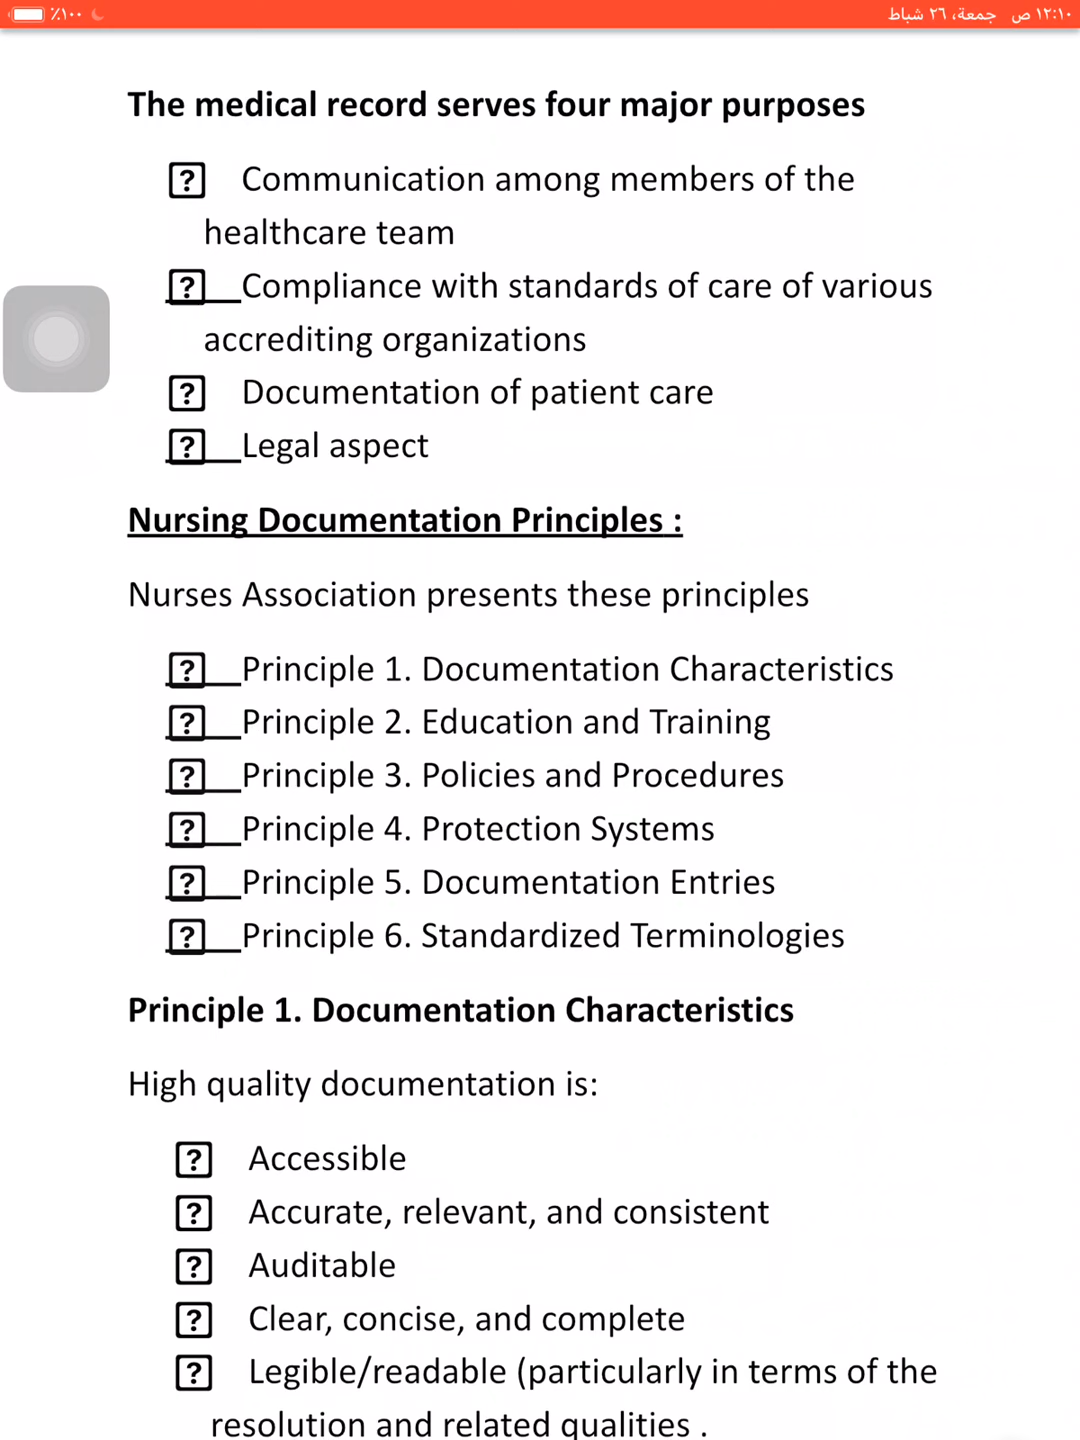 ٪١٠٠
١٢:١٠ ص جمعة، ٢٦ شباط
The medical record serves four major purposes
? Communication among members of the
healthcare team
? Compliance with standards of care of various
accrediting organizations
? Documentation of patient care
? Legal aspect
Nursing Documentation Principles :
Nurses Association presents these principles
? Principle 1. Documentation Characteristics
? Principle 2. Education and Training
? Principle 3. Policies and Procedures
? Principle 4. Protection Systems
? Principle 5. Documentation Entries
? Principle 6. Standardized Terminologies
Principle 1. Documentation Characteristics
High quality documentation is:
? Accessible
? Accurate, relevant, and consistent
? Auditable
? Clear, concise, and complete
? Legible/readable (particularly in terms of the
resolution and related qualities .